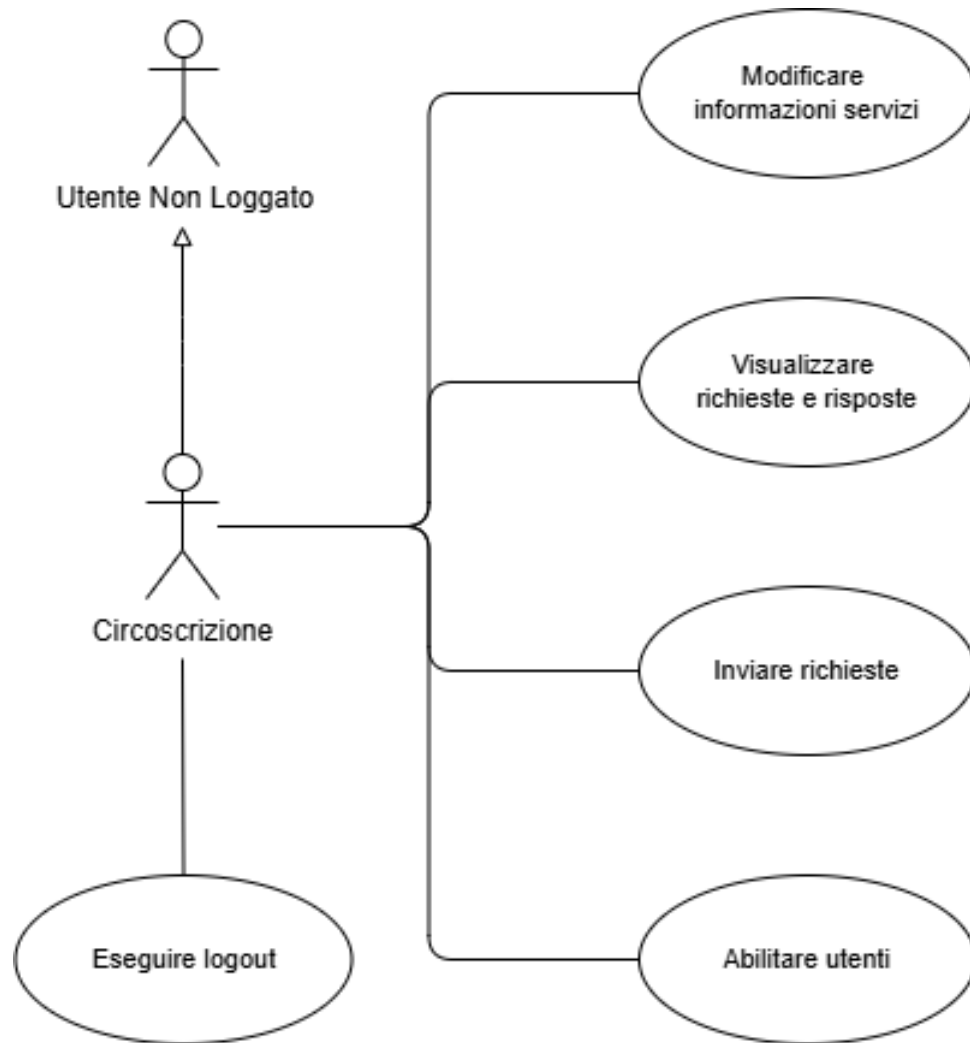 Utente Non Loggato
Modificare
informazioni servizi
Visualizzare
richieste e risposte
Circoscrizione
Inviare richieste
Eseguire logout
Abilitare utenti